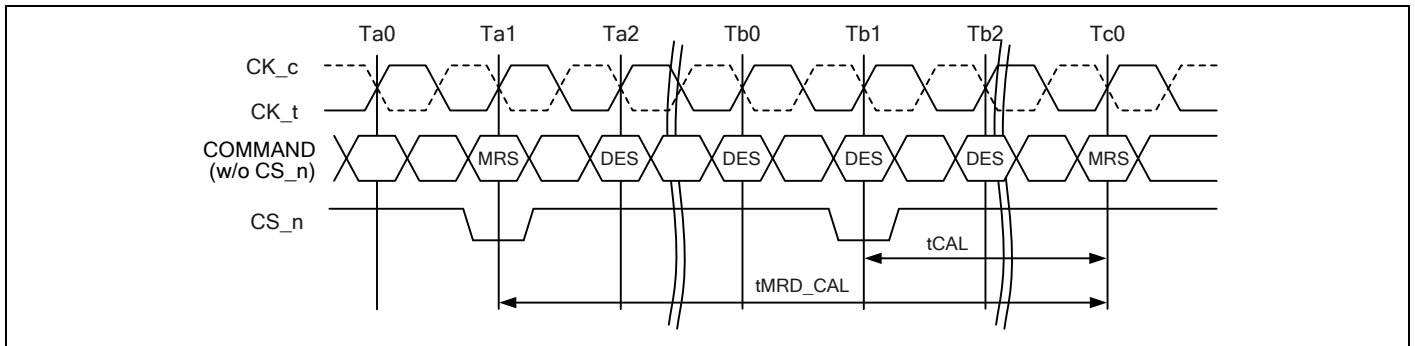 Ta0 Ta1 Ta2 Tb0 Tb1 Tb2 Tc0
CK_c
CK_t
COMMAND
(w/o CS_n)
MRS DES DES DES DES MRS
CS_n
tCAL
tMRD_CAL